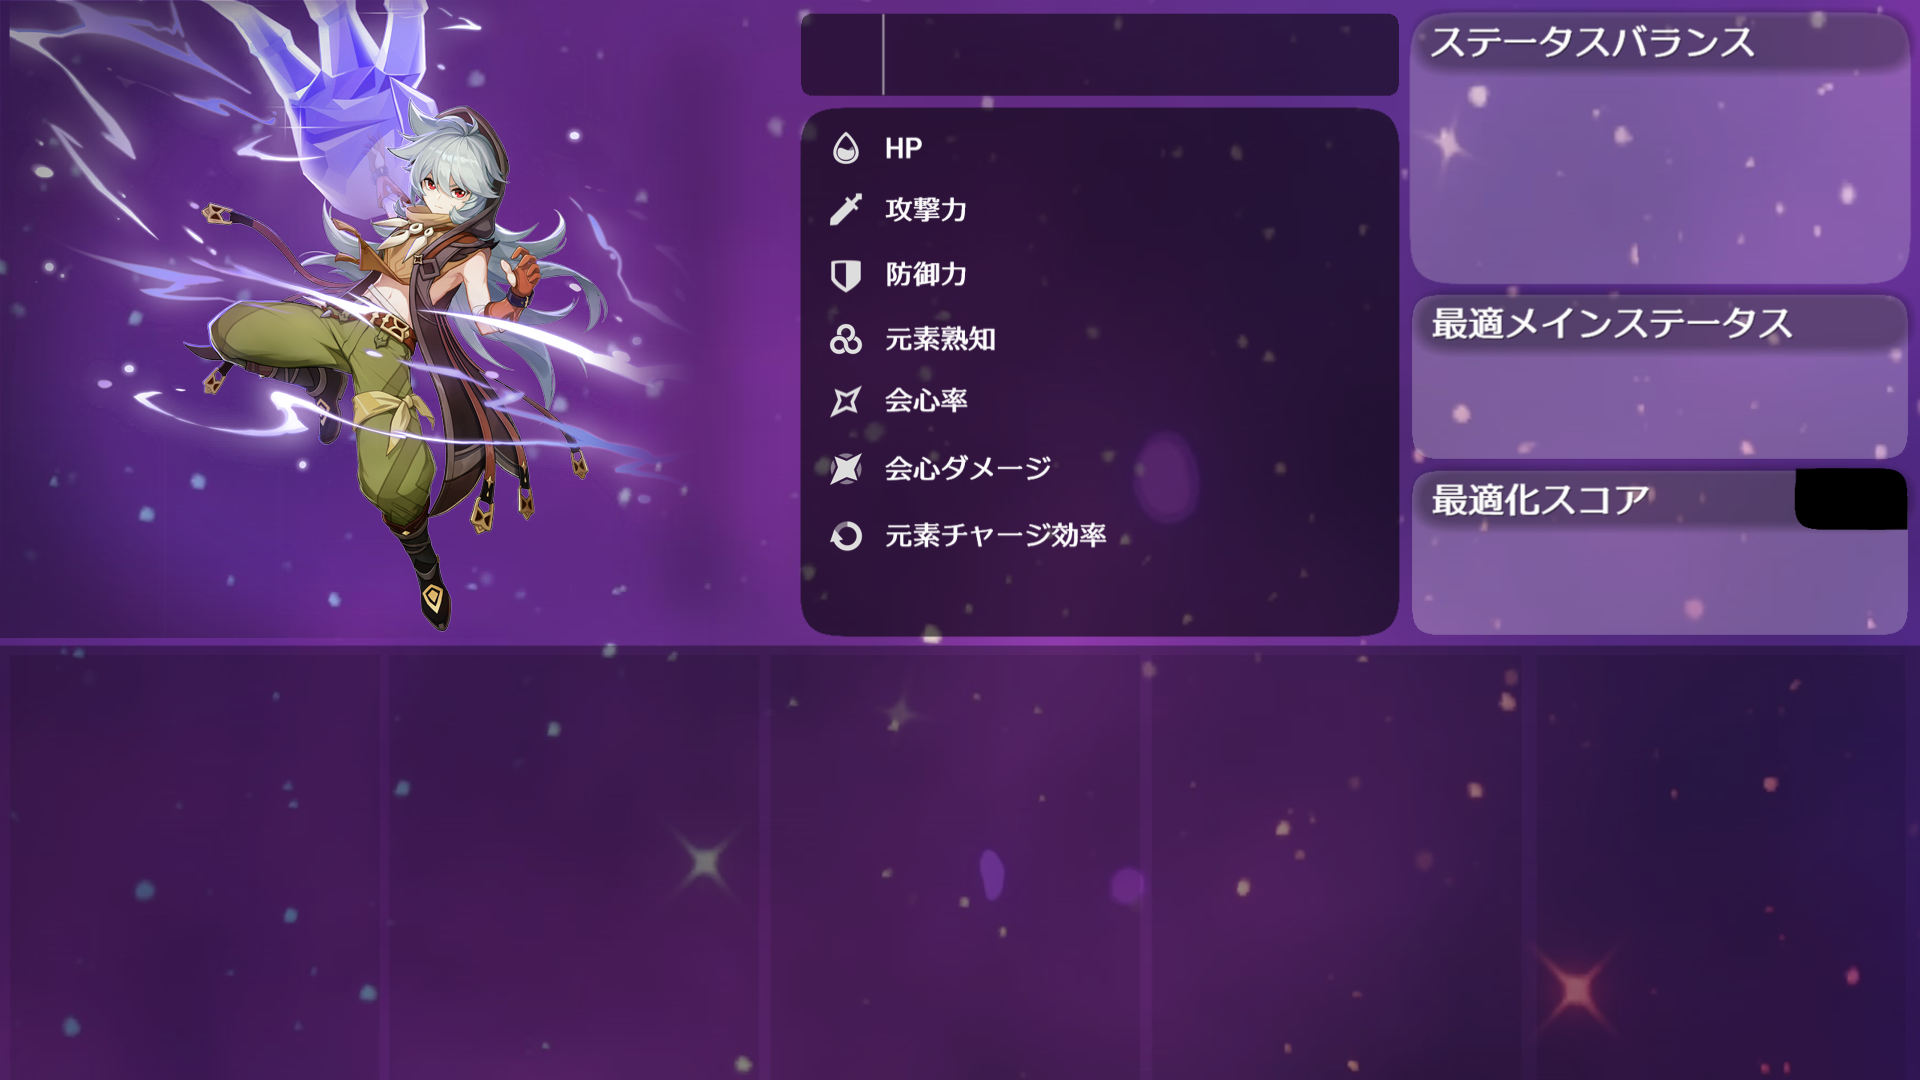 HP
攻撃力
防御力
元素熟知
会心率
会心ダメージ
元素チャージ効率
ステータスバランス
最適メインステータス
最適化スコア